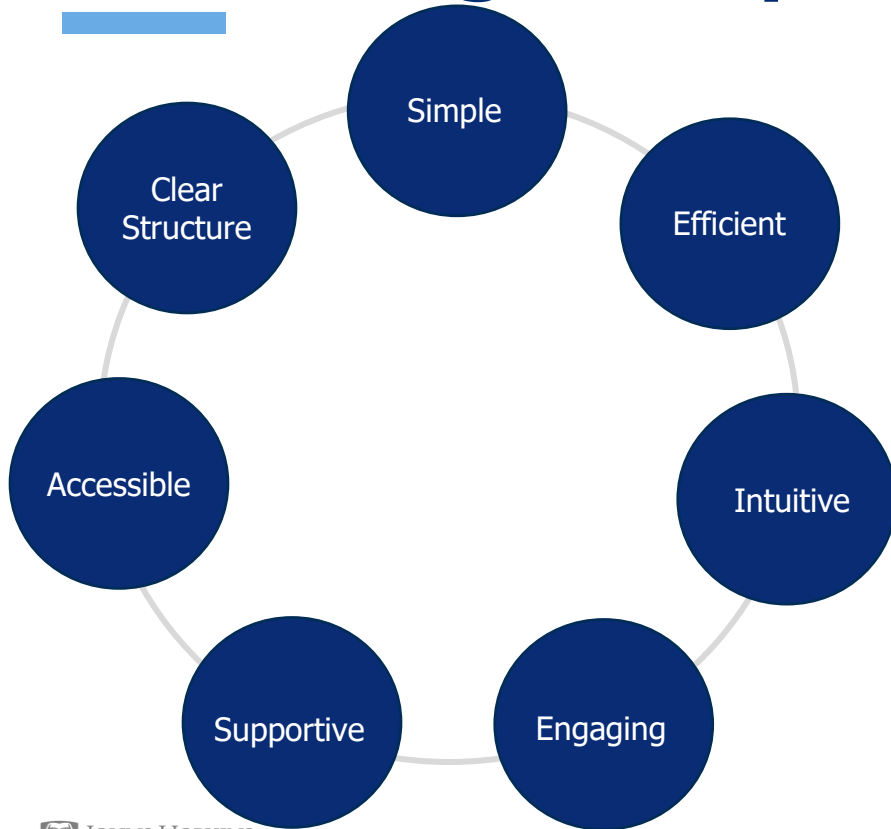 Simple
Efficient
Intuitive
Engaging
Supportive
Accessible
Clear
Structure